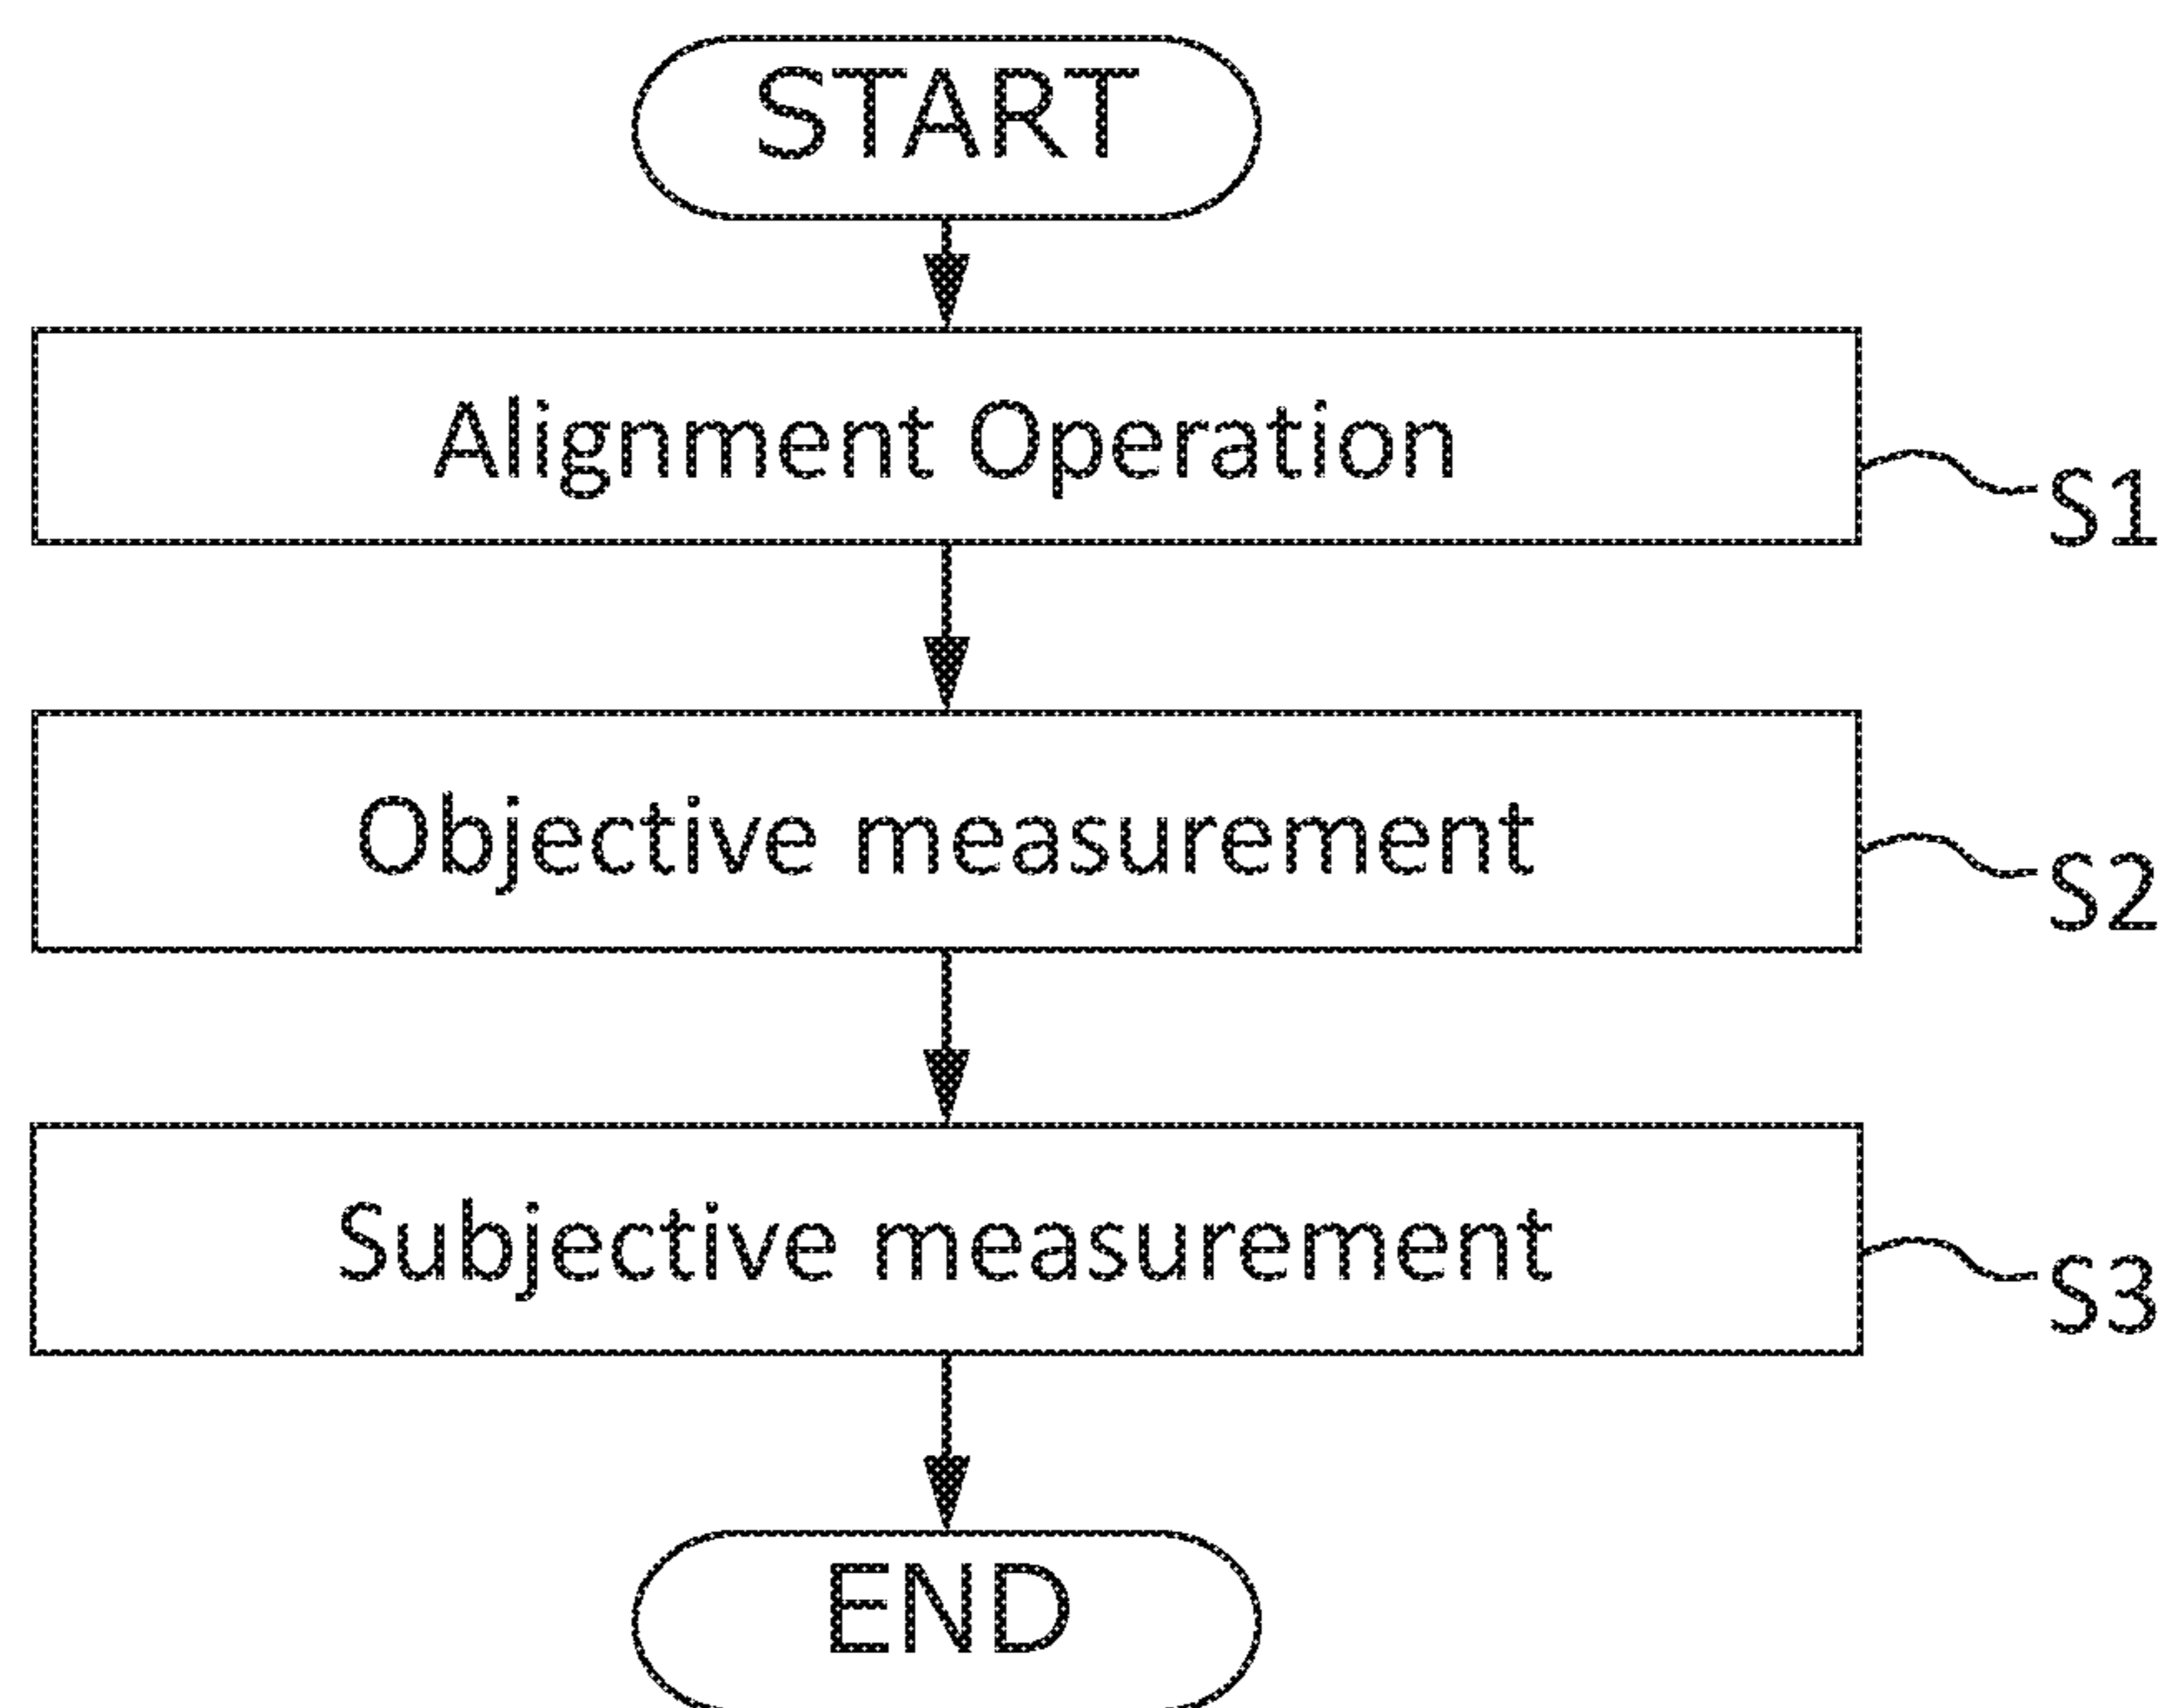 START
Alignment Operation
S1
Objective measurement
S2
Subjective measurement
S3
END